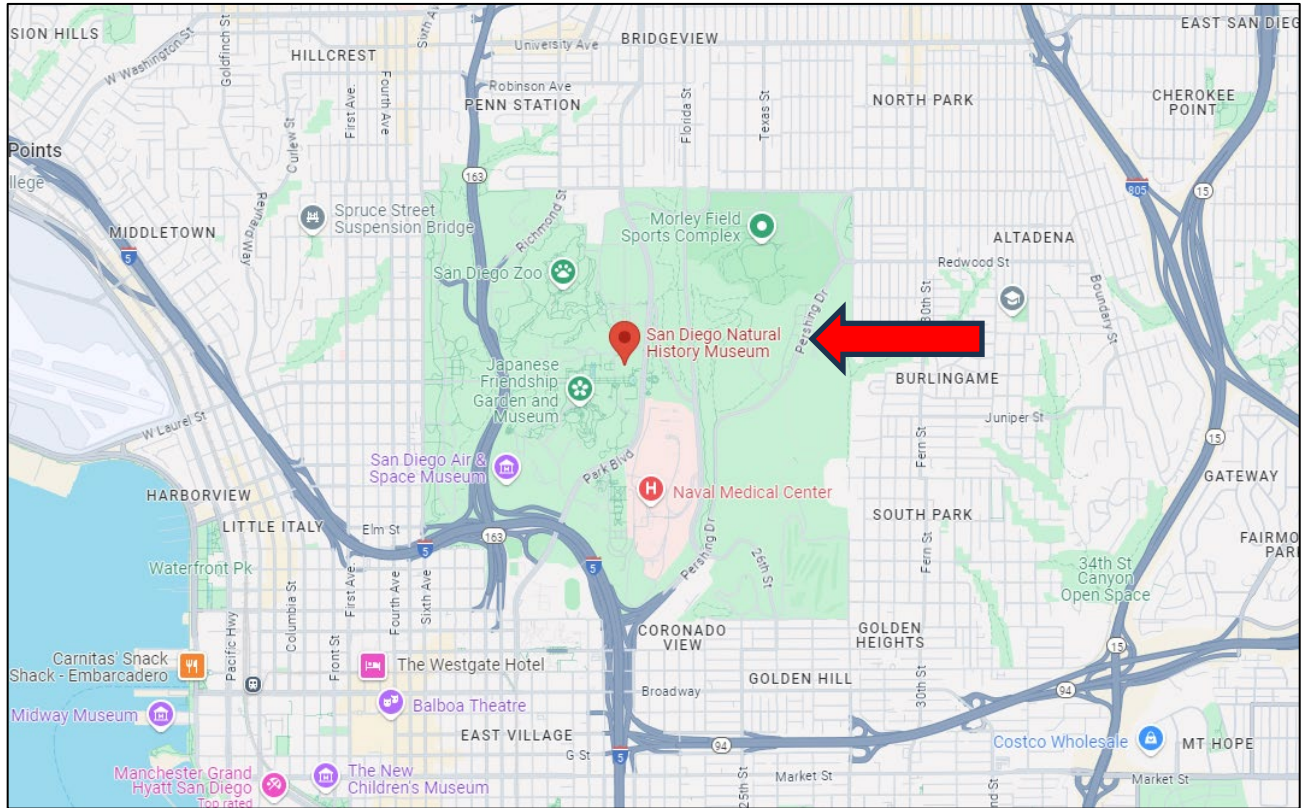 SION HILLS
W Washington St
Goldfinch St
Sixth A
HILLCREST
University Ave
BRIDGEVIEW
EAST SAN DIEG
Robinson Ave
PENN STATION
First Ave.
Fourth Ave
Florida St
Texas St
NORTH PARK
CHEROKEE
POINT
Points
llege
Curlew St
163
805
15
Reynard Way
Spruce Street
Suspension Bridge
Richmond St
Morley Field
Sports Complex
MIDDLETOWN
5
ALTADENA
Redwood St
San Diego Zoo
30th St
Boundary St
Pershing Dr
San Diego Natural
History Museum
Japanese
Friendship
Garden and
Museum
BURLINGAME
Juniper St
W Laurel St
Fern St
15
San Diego Air &
Space Museum
Park Blvd
H
Naval Medical Center
GATEWAY
HARBORVIEW
LITTLE ITALY
Elm St
163
5
5
SOUTH PARK
Fern St
FAIRMO
PAR
Waterfront Pk
Pershing Dr
26th St
34th St
Canyon
Open Space
Pacific Hwy
Columbia St
First Ave.
Front St
Fourth Ave
Sixth Ave
CORONADO
VIEW
GOLDEN
HEIGHTS
15
Carnitas' Snack
Shack - Embarcadero
The Westgate Hotel
GOLDEN HILL
Broadway
30th St
94
Midway Museum
Balboa Theatre
EAST VILLAGE
G St
5
94
Costco Wholesale
MT HOPE
Manchester Grand
Hyatt San Diego
Top rated
The New
Children's Museum
25th St
Market St
nd St
Market St